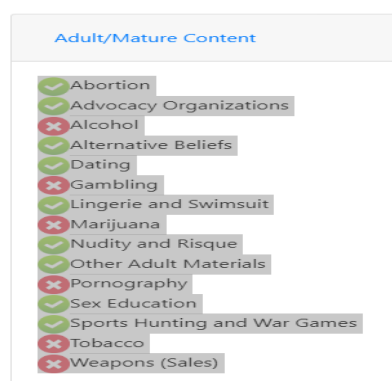 Adult/Mature Content
Abortion
Advocacy Organizations
Alcohol
Alternative Beliefs
Dating
Gambling
Lingerie and Swimsuit
Marijuana
Nudity and Risque
Other Adult Materials
Pornography
Sex Education
Sports Hunting and War Games
Tobacco
Weapons (Sales)